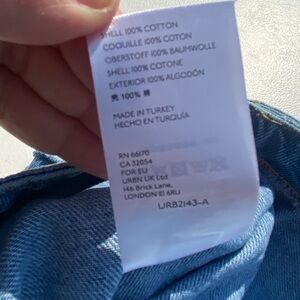 SHELL 100% COTTON
COQUILLE 100% COTON
OBERSTOFF 100% BAUMWOLLE
SHELL 100% COTONE
EXTERIOR 100% ALGODÓN
100% 棉
MADE IN TURKEY
HECHO EN TURQUÍA
RN 66170
CA 32054
FOR EU
URBN UK Ltd
146 Brick Lane,
LONDON E1 6RU
URB2143-A